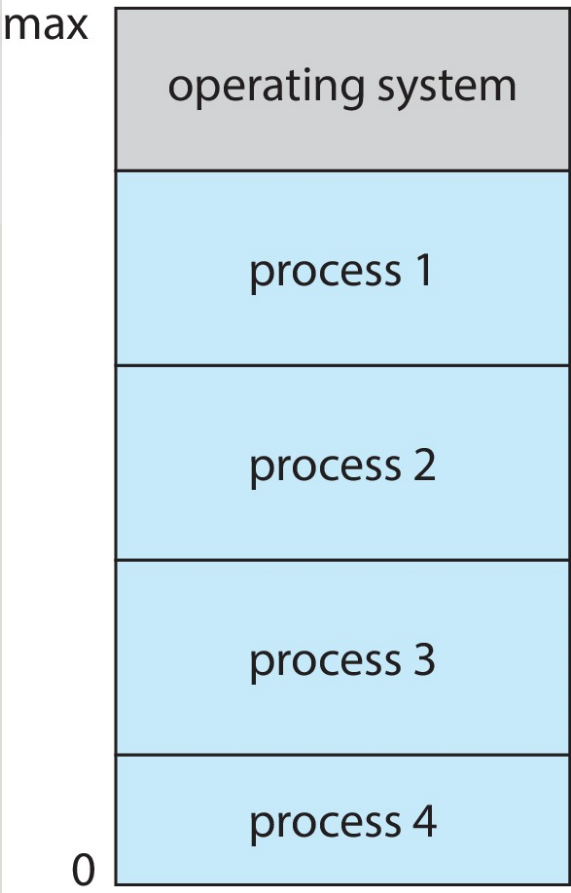 max
operating system
process 1
process 2
process 3
process 4
0